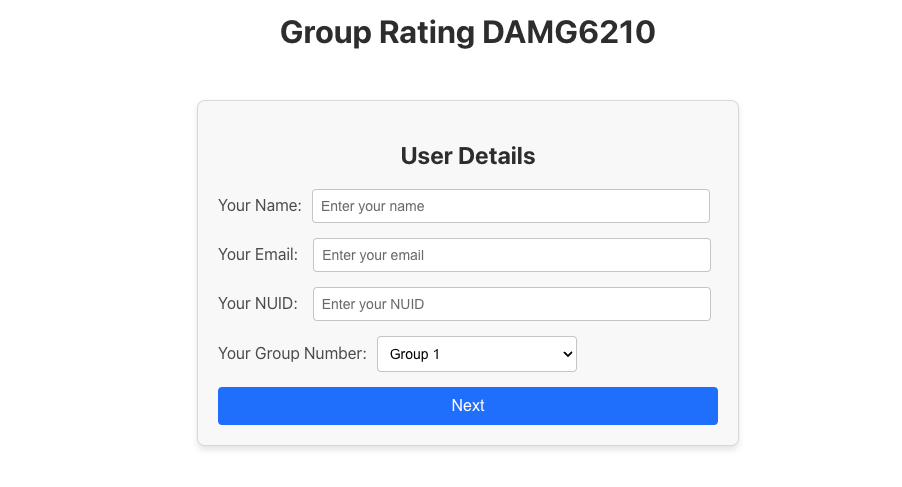 Group Rating DAMG6210
User Details
Your Name: Enter your name
Your Email: Enter your email
Your NUID: Enter your NUID
Your Group Number: Group 1
Next